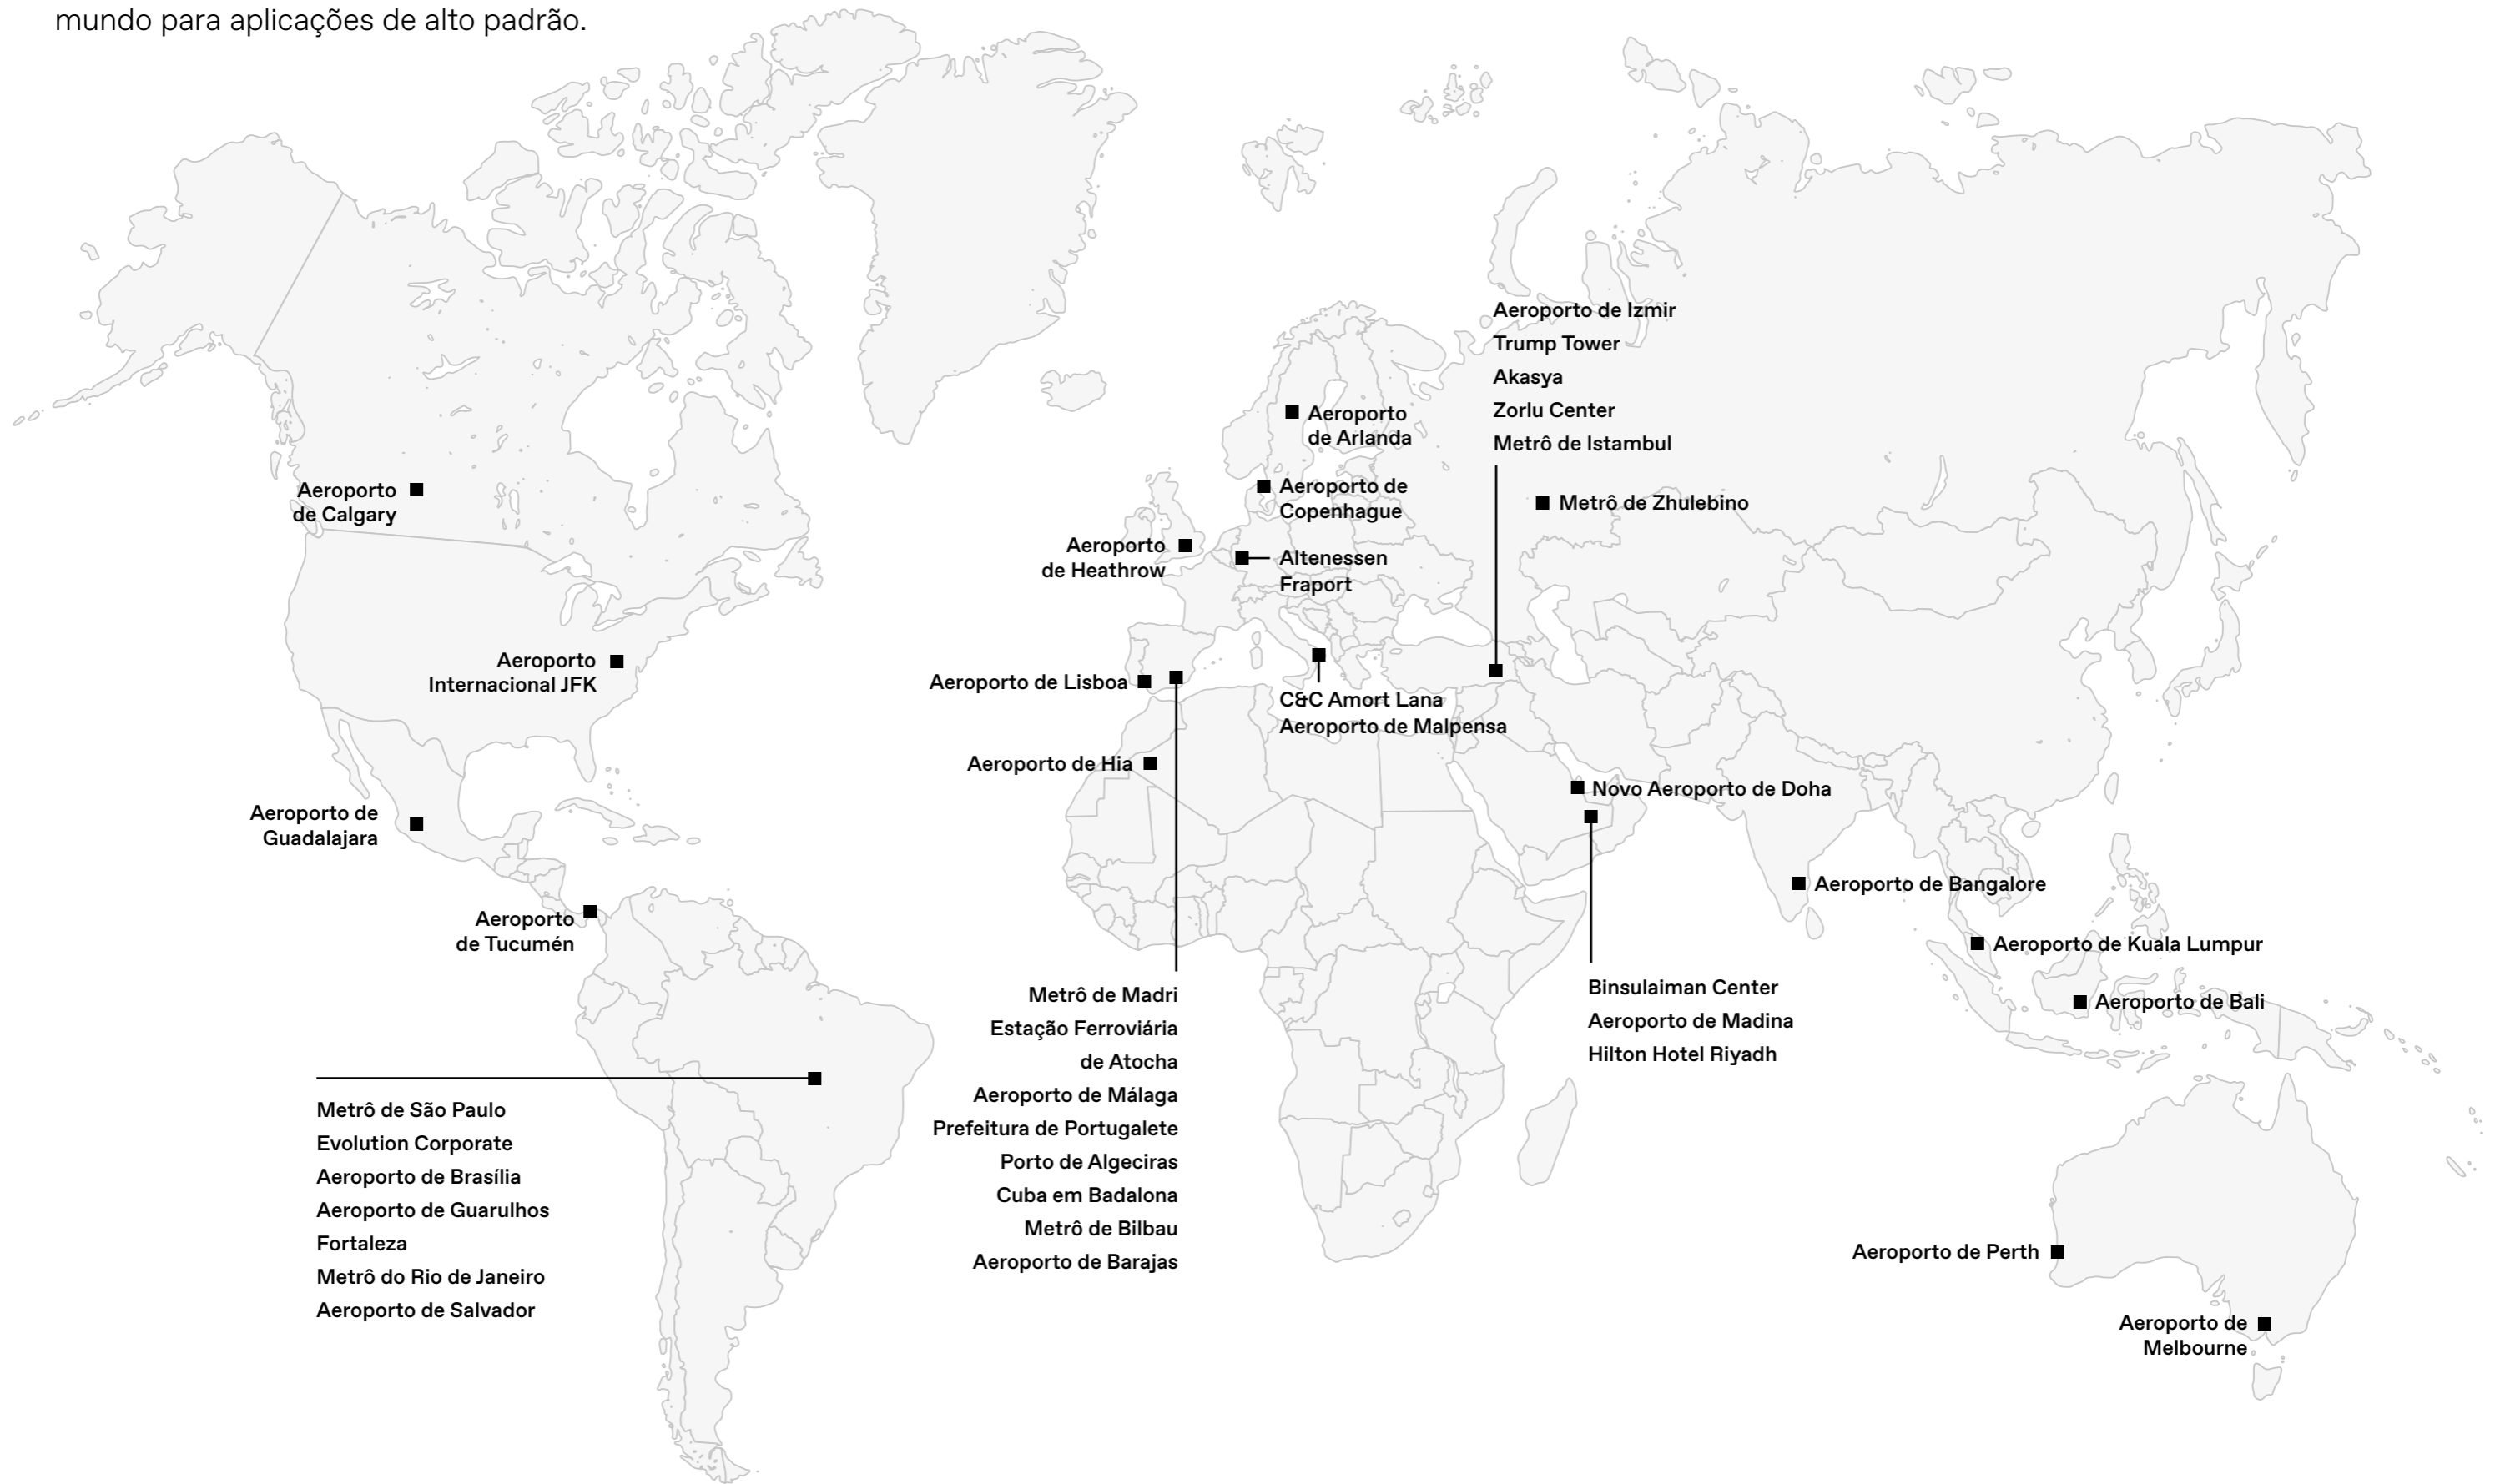 mundo para aplicações de alto padrão.
Aeroporto de Izmir
Trump Tower
Akasya
Zorlu Center
Metrô de Istambul
Aeroporto
de Arlanda
Aeroporto
de Calgary
Aeroporto de
Copenhague
Metrô de Zhulebino
Aeroporto
de Heathrow
Altenessen
Fraport
Aeroporto
Internacional JFK
Aeroporto de Lisboa
C&C Amort Lana
Aeroporto de Malpensa
Aeroporto de Hia
Novo Aeroporto de Doha
Aeroporto de
Guadalajara
Aeroporto de Bangalore
Aeroporto
de Tucumén
Aeroporto de Kuala Lumpur
Aeroporto de Bali
Metrô de Madri
Estação Ferroviária
de Atocha
Aeroporto de Málaga
Prefeitura de Portugalete
Porto de Algeciras
Cuba em Badalona
Metrô de Bilbau
Aeroporto de Barajas
Binsulaiman Center
Aeroporto de Madina
Hilton Hotel Riyadh
Metrô de São Paulo
Evolution Corporate
Aeroporto de Brasília
Aeroporto de Guarulhos
Fortaleza
Metrô do Rio de Janeiro
Aeroporto de Salvador
Aeroporto de Perth
Aeroporto de
Melbourne